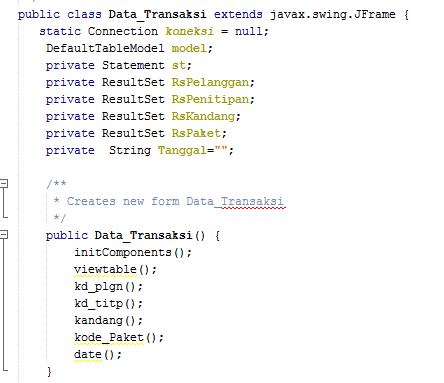 public class Data_Transaksi extends javax.swing.JFrame {
static Connection koneksi = null;
DefaultTableModel model;
private Statement st;
private ResultSet RsPelanggan;
private ResultSet RsPenitipan;
private ResultSet RsKandang;
private ResultSet RsPaket;
private  String Tanggal="";
/**
* Creates new form Data_Transaksi
*/
public Data_Transaksi() {
initComponents();
viewtable();
kd_plgn();
kd_titp();
kandang();
kode_Paket();
date();
}